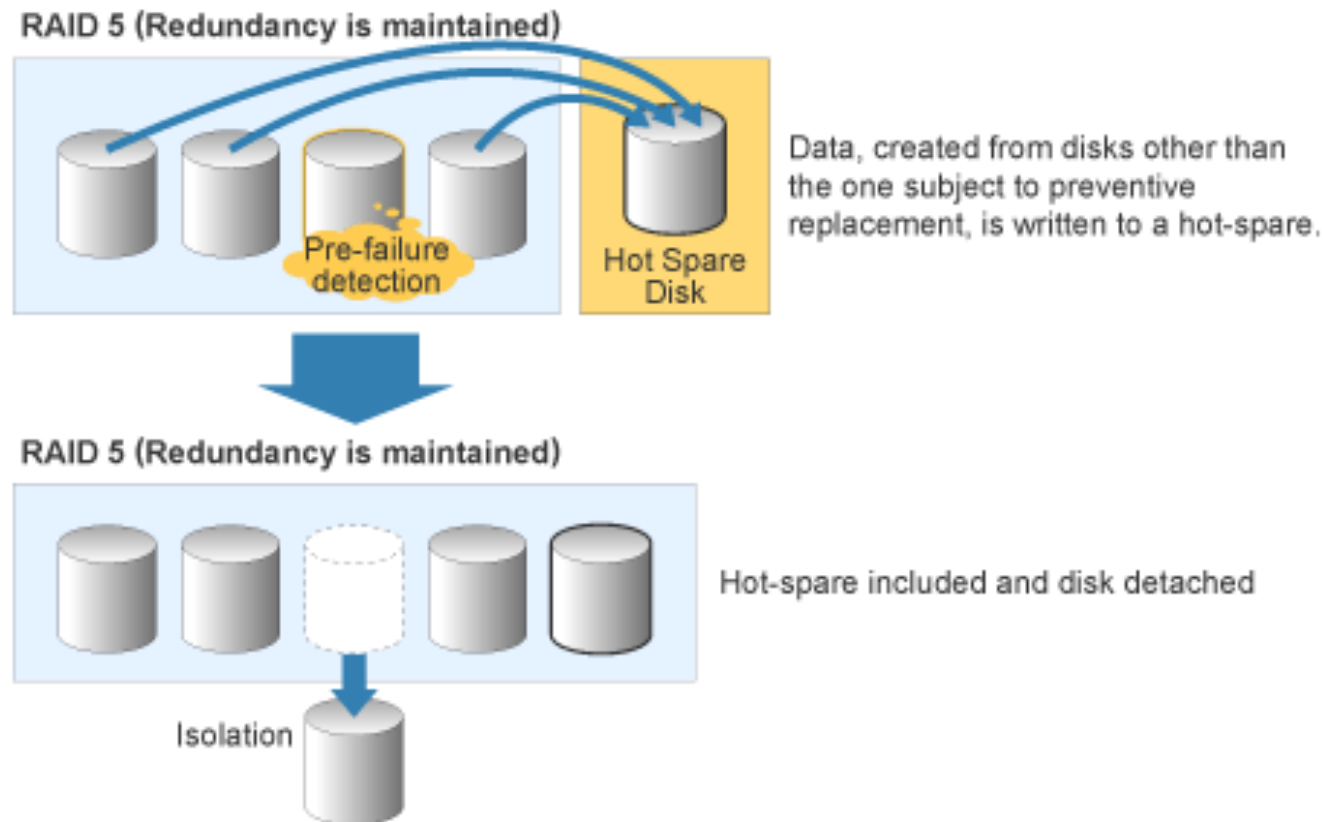 RAID 5 (Redundancy is maintained)
Data, created from disks other than
the one subject to preventive
replacement, is written to a hot-spare.
Pre-failure
detection
Hot Spare
Disk
RAID 5 (Redundancy is maintained)
Hot-spare included and disk detached
Isolation